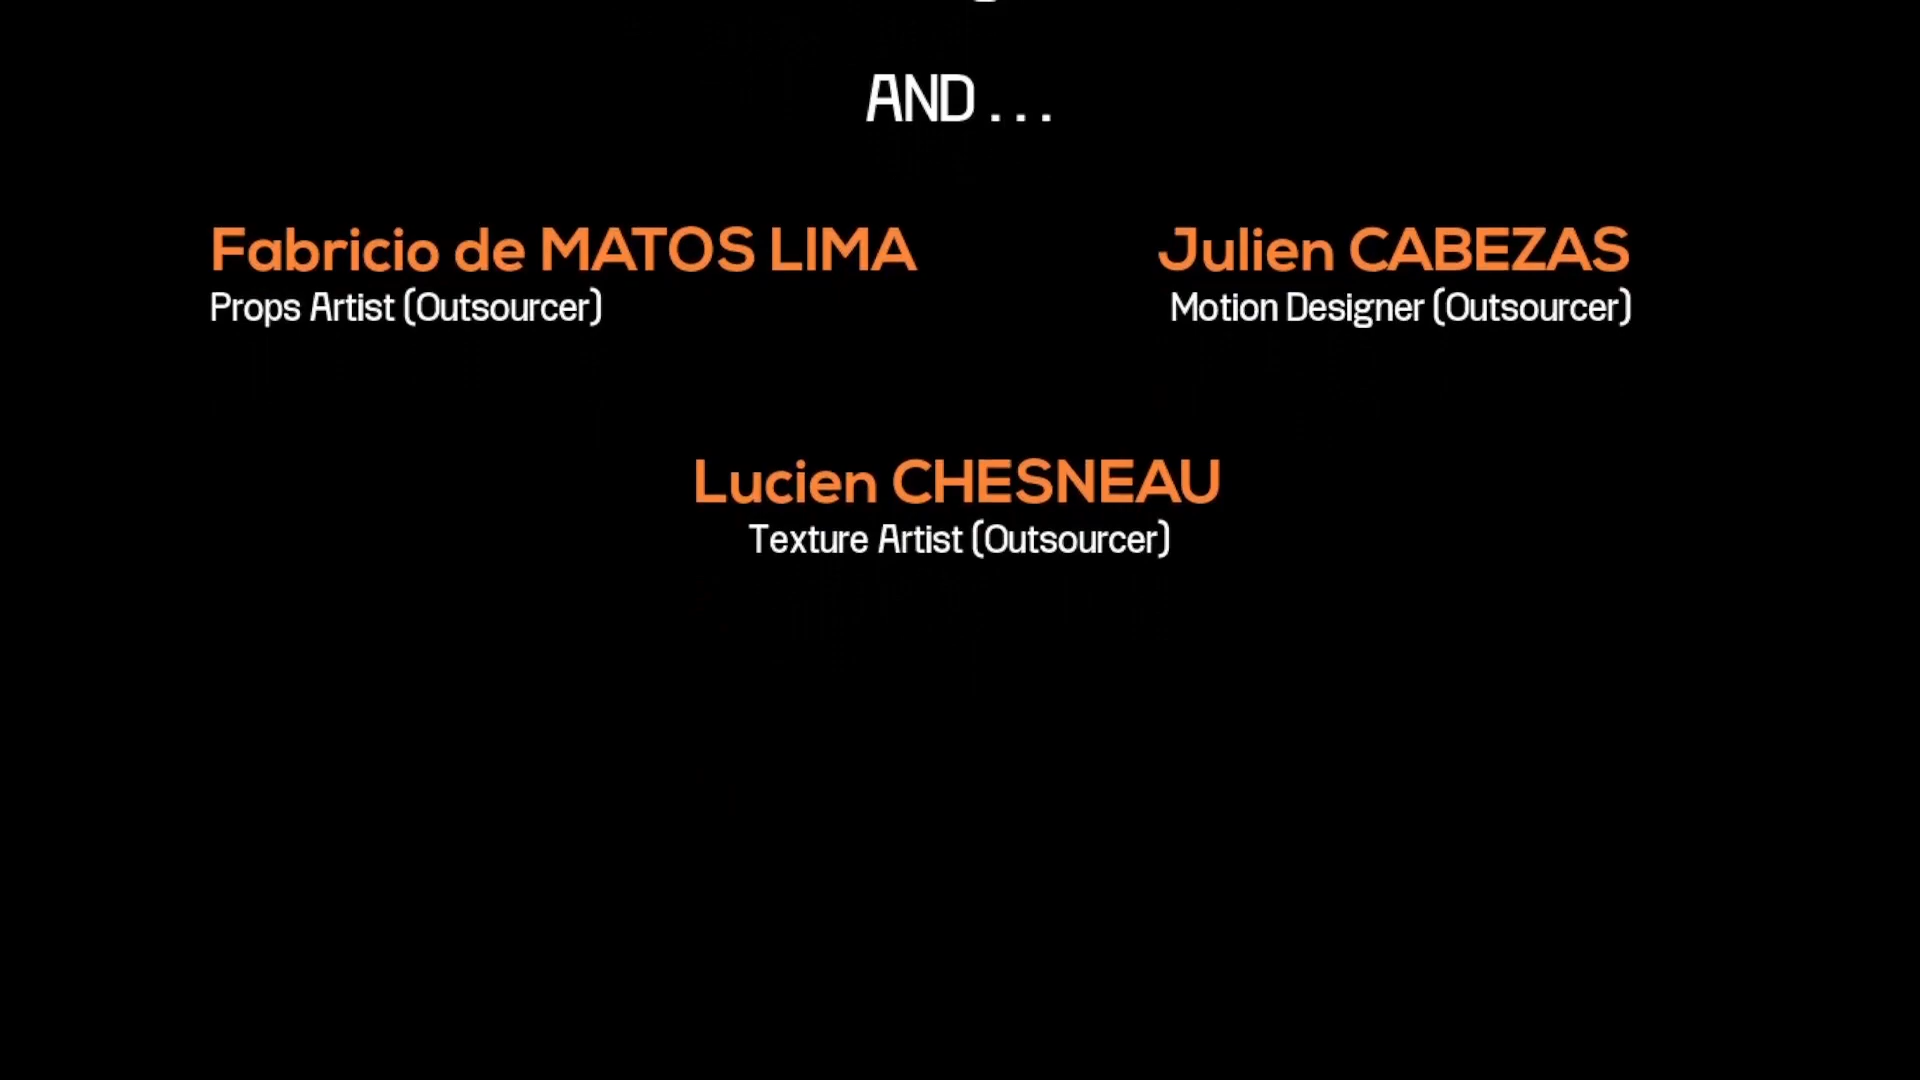 AND...
Fabricio de MATOS LIMA
Props Artist (Outsourcer)
Julien CABEZAS
Motion Designer (Outsourcer)
Lucien CHESNEAU
Texture Artist (Outsourcer)